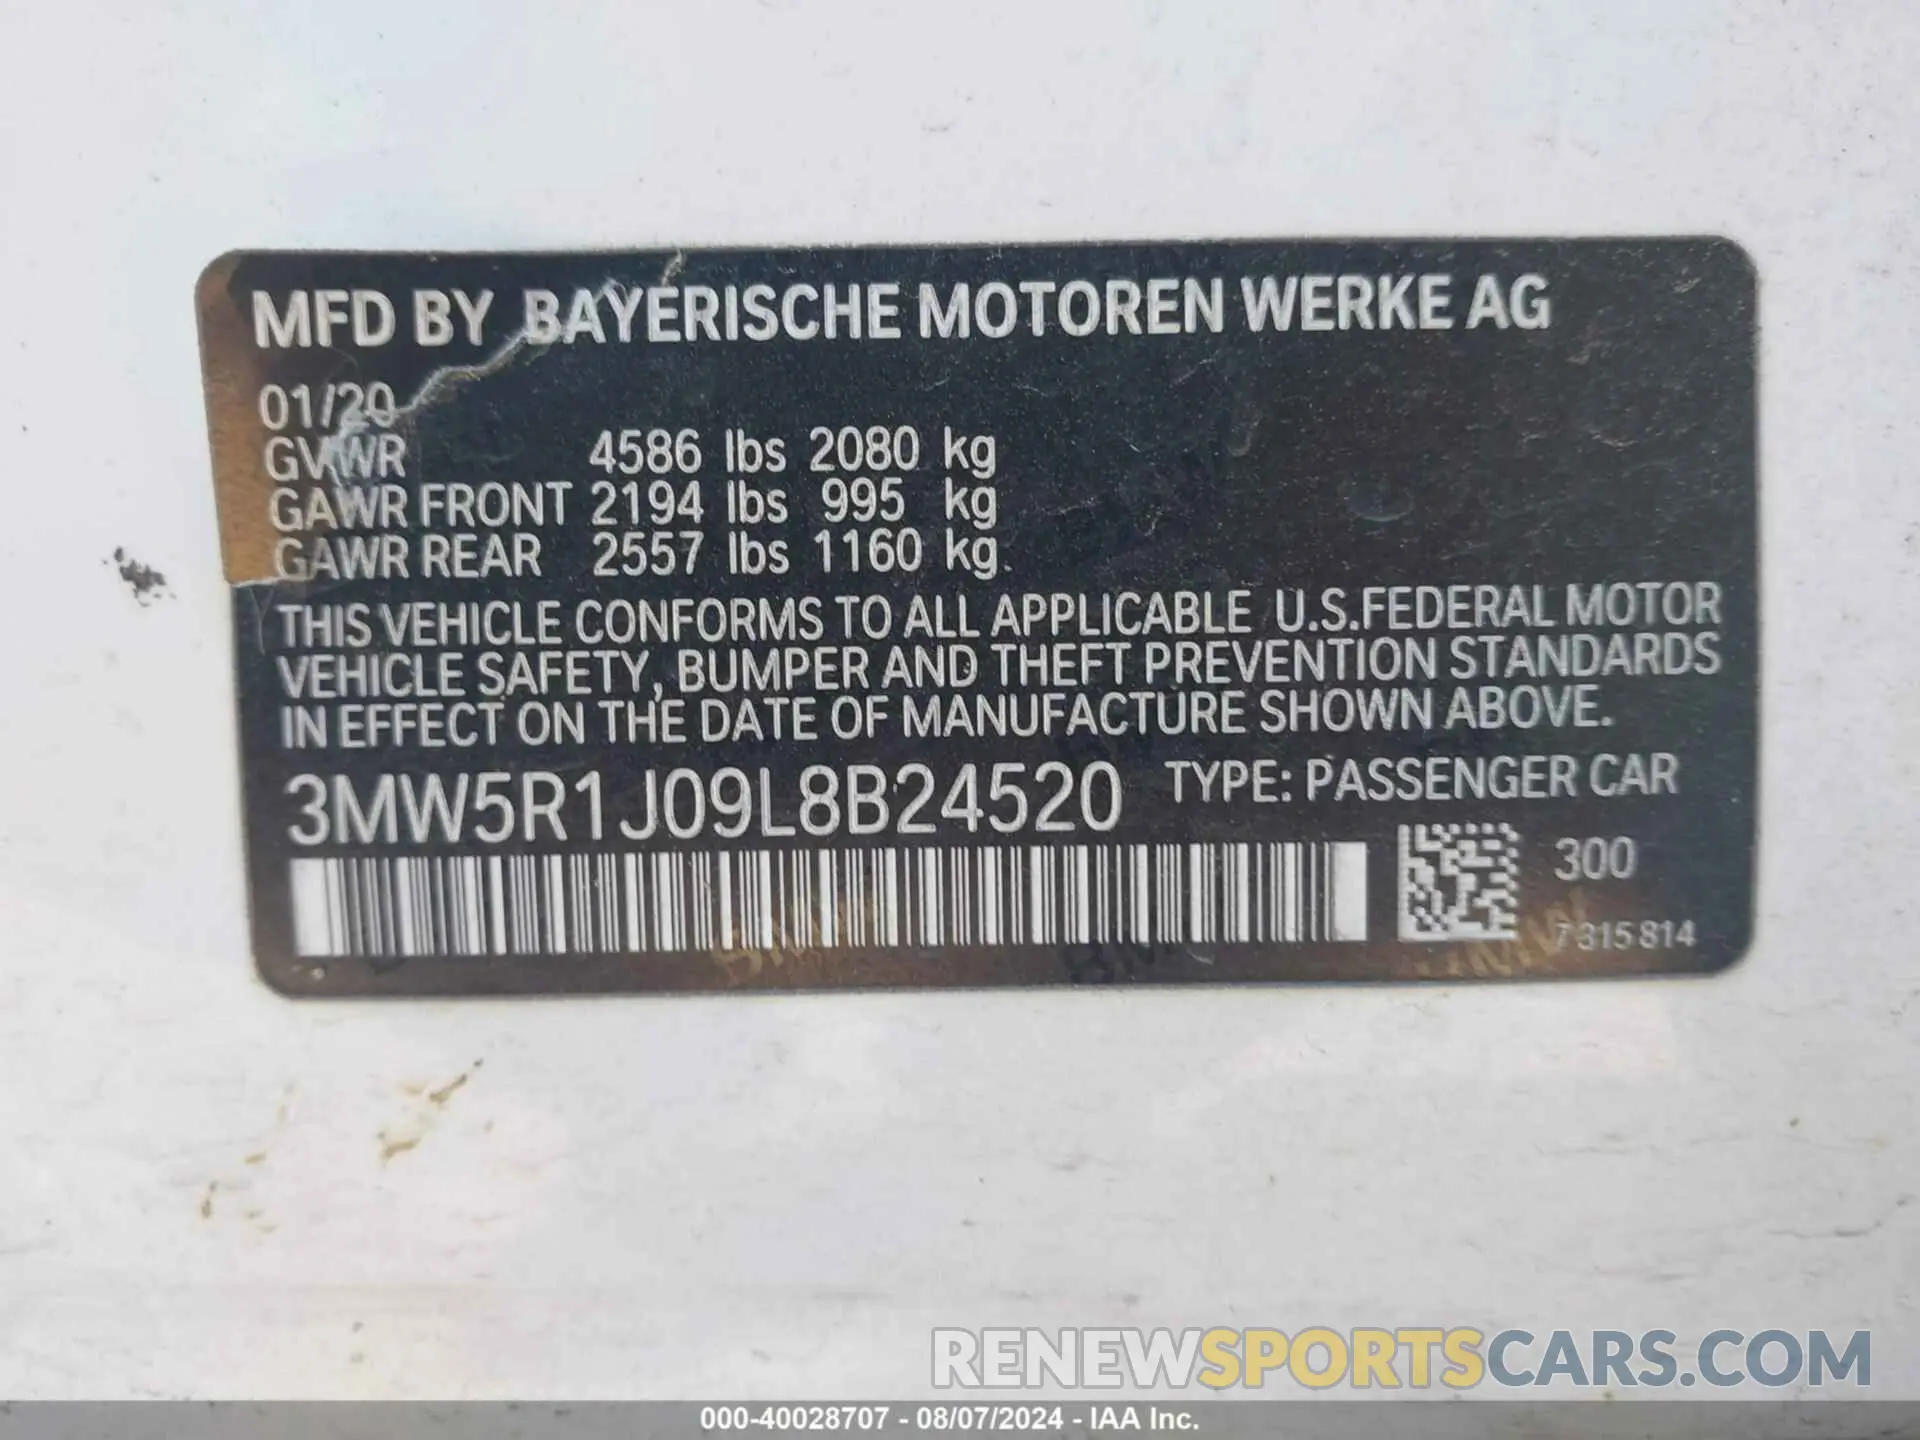 MFD BY BAYERISCHE MOTOREN WERKE AG
01/20
GVWR 4586 lbs 2080 kg
GAWR FRONT 2194 lbs 995 kg
GAWR REAR 2557 lbs 1160 kg.
THIS VEHICLE CONFORMS TO ALL APPLICABLE U.S.FEDERAL MOTOR
VEHICLE SAFETY, BUMPER AND THEFT PREVENTION STANDARDS
IN EFFECT ON THE DATE OF MANUFACTURE SHOWN ABOVE.
3MW5R1J09L8B24520 TYPE: PASSENGER CAR
300
7315814
BMW BMW BMW
RENEWSPORTSCARS.COM
000-40028707 - 08/07/2024 - IAA Inc.